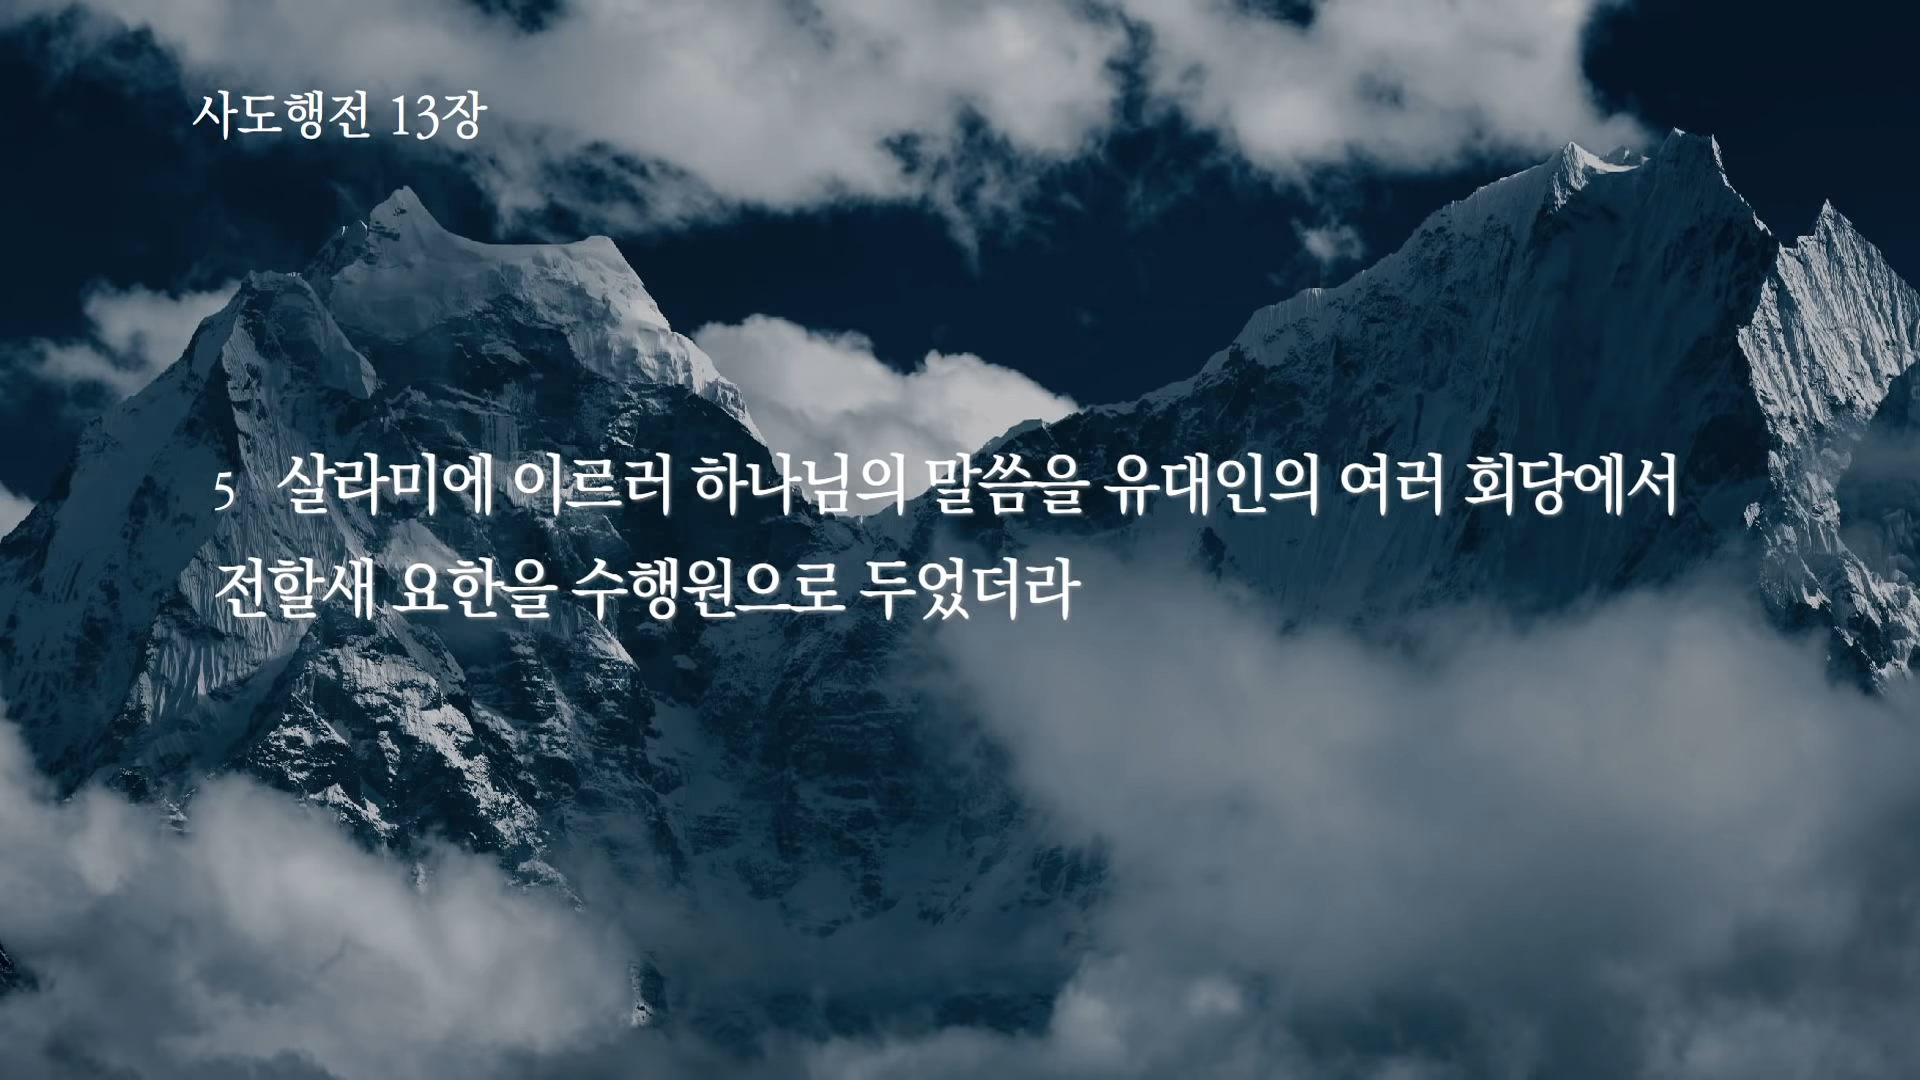 사도행전 13장
5 살라미에 이르러 하나님의 말씀을 유대인의 여러 회당에서
전할새 요한을 수행원으로 두었더라